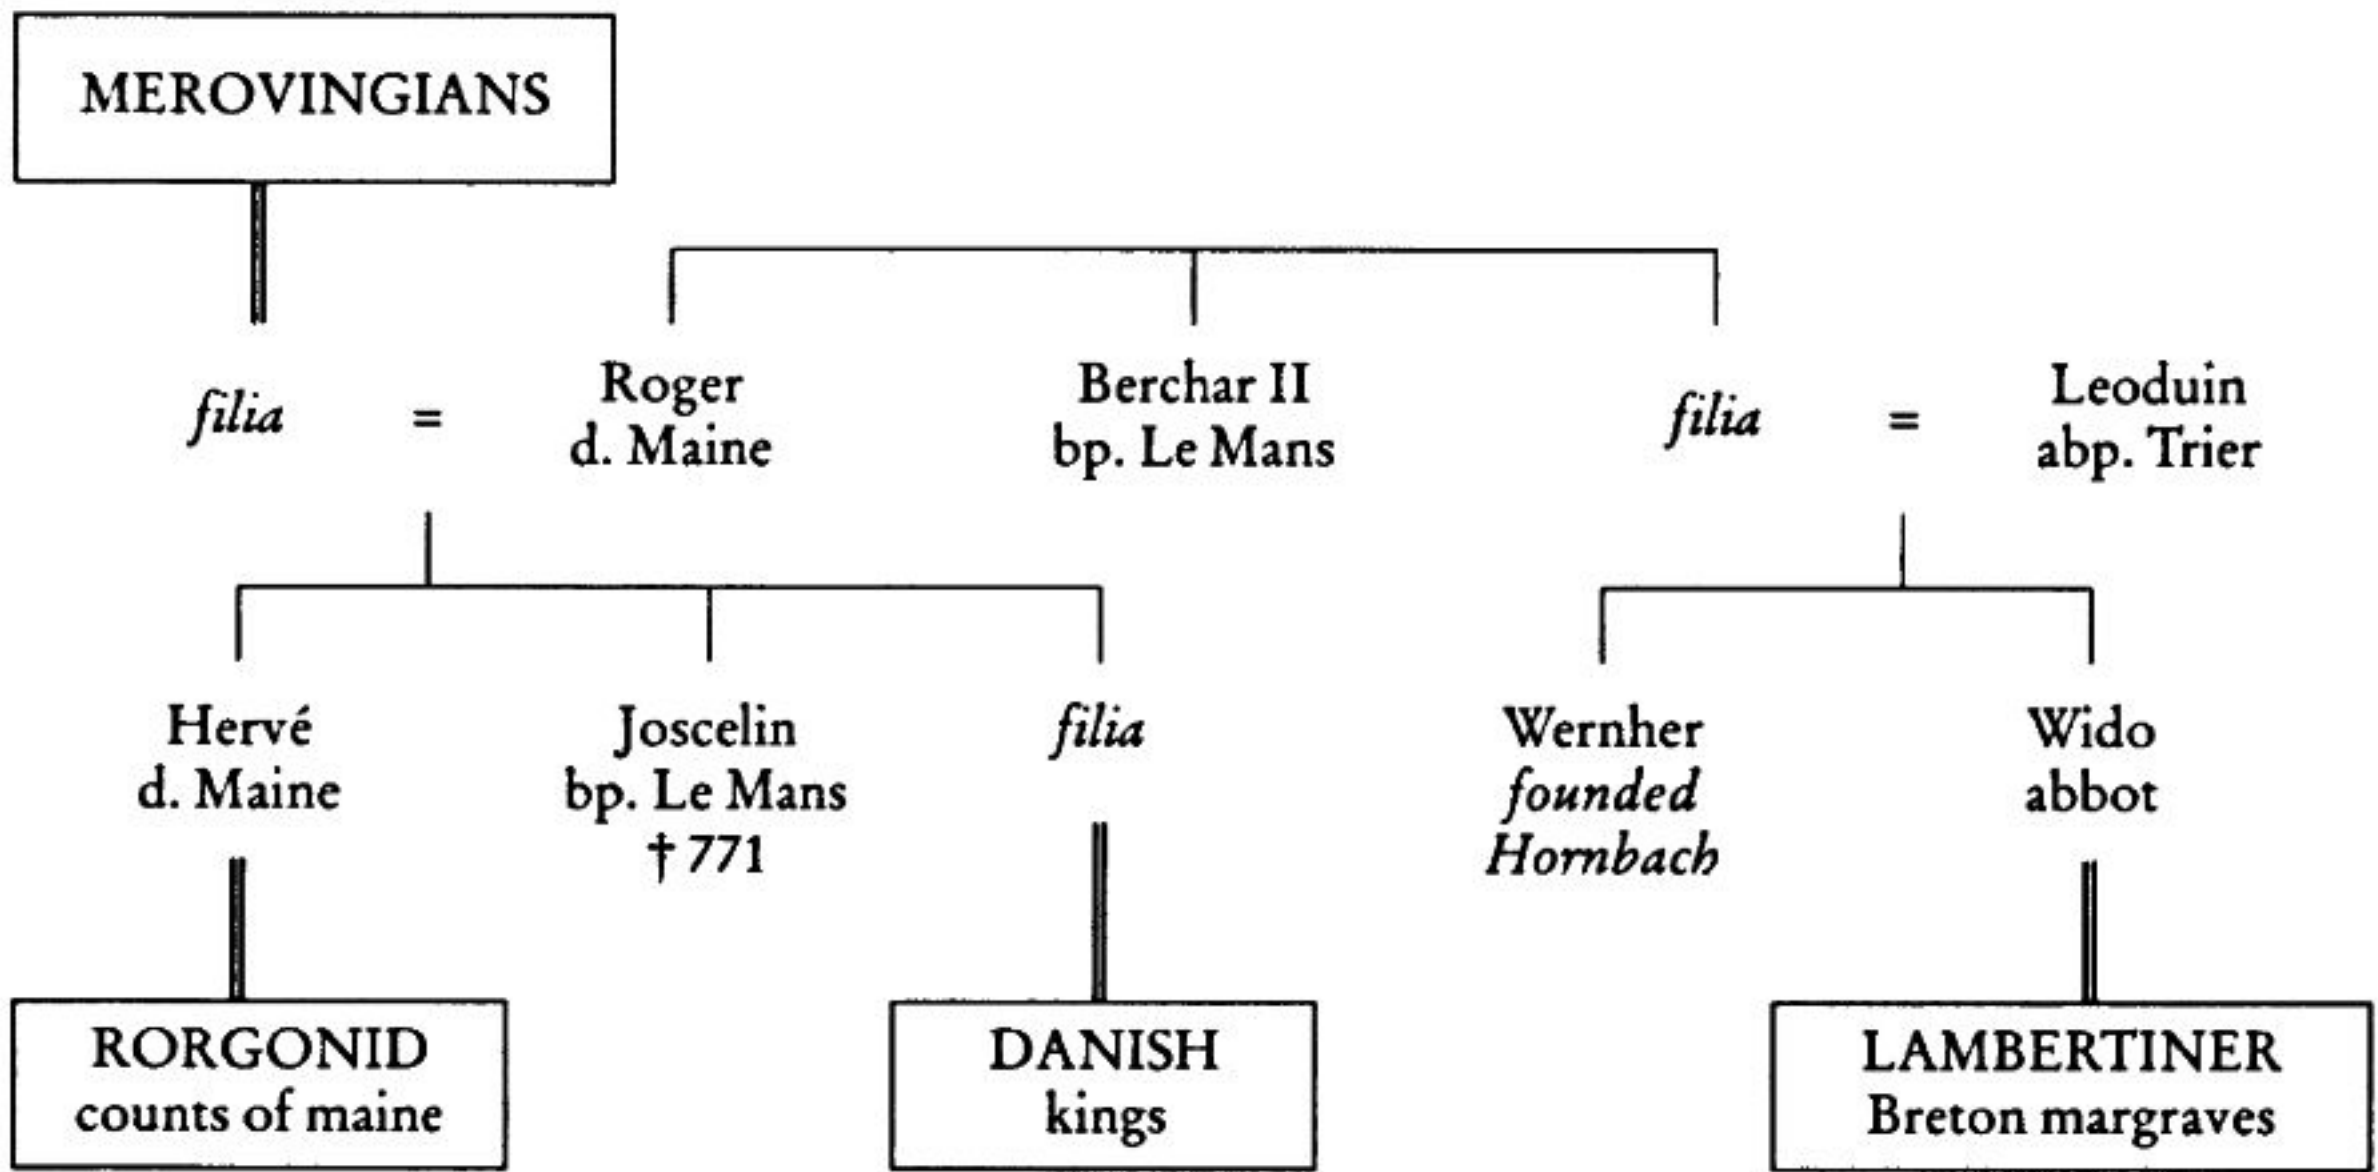 MEROVINGIANS
filia
=
Roger
d. Maine
Berchar II
bp. Le Mans
filia
=
Leoduin
abp. Trier
Hervé
d. Maine
Joscelin
bp. Le Mans
† 771
filia
Wernher
founded
Hornbach
Wido
abbot
RORGONID
counts of maine
DANISH
kings
LAMBERTINER
Breton margraves